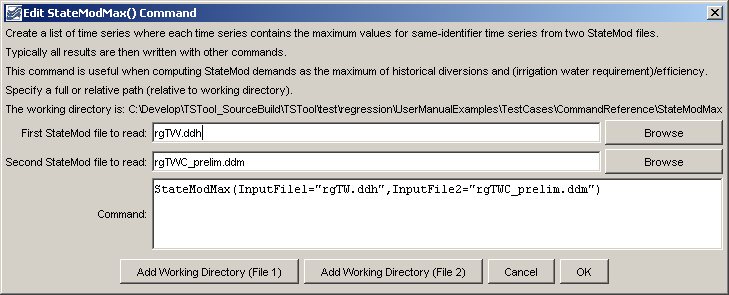 Edit StateModMax() Command
Create a list of time series where each time series contains the maximum values for same-identifier time series from two StateMod files.
Typically all results are then written with other commands.
This command is useful when computing StateMod demands as the maximum of historical diversions and (irrigation water requirement)/efficiency.
Specify a full or relative path (relative to working directory).
The working directory is: C:\Develop\TSTool_SourceBuild\TSTool\test\regression\UserManualExamples\TestCases\CommandReference\StateModMax
First StateMod file to read: rgTW.ddh Browse
Second StateMod file to read: rgTWC_prelim.ddm Browse
Command: StateModMax(InputFile1="rgTW.ddh",InputFile2="rgTWC_prelim.ddm")
Add Working Directory (File 1) Add Working Directory (File 2) Cancel OK